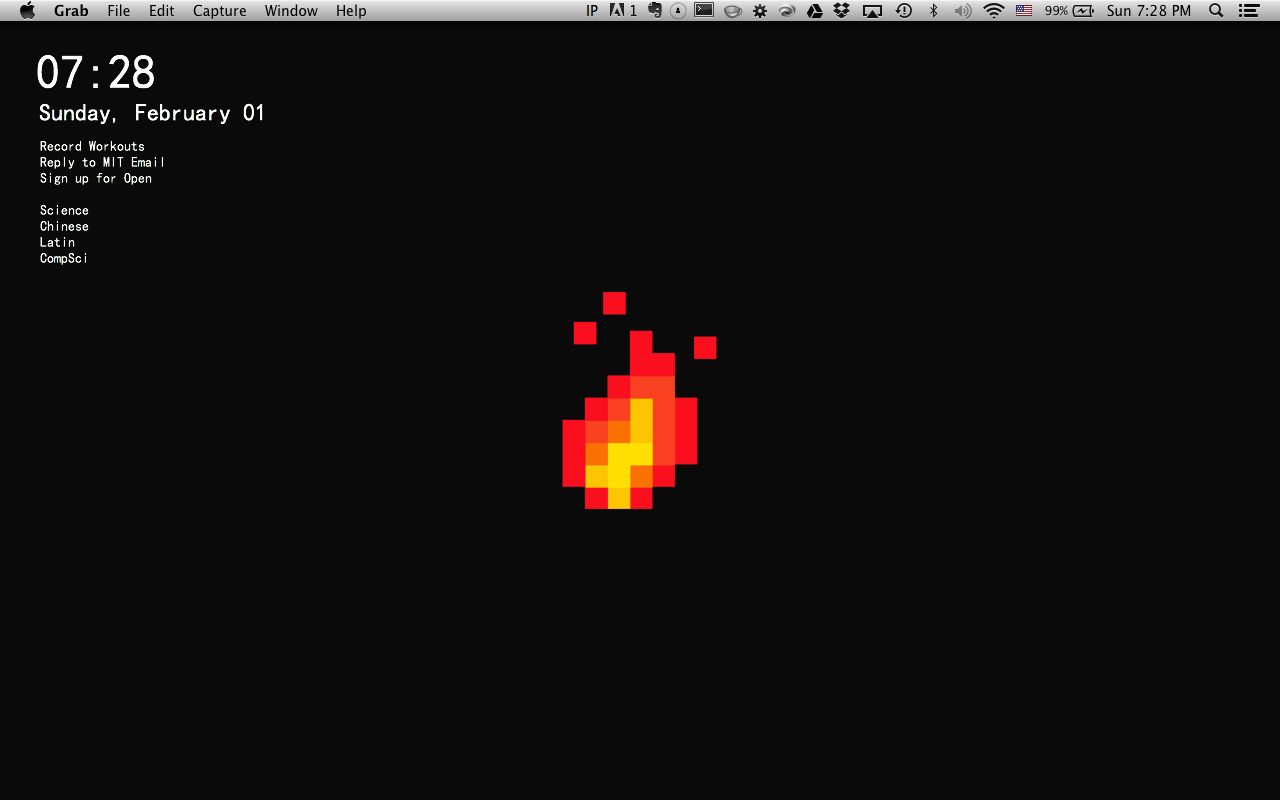 Grab File Edit Capture Window Help IP 1 99% Sun 7:28 PM
07:28
Sunday, February 01
Record Workouts
Reply to MIT Email
Sign up for Open
Science
Chinese
Latin
CompSci